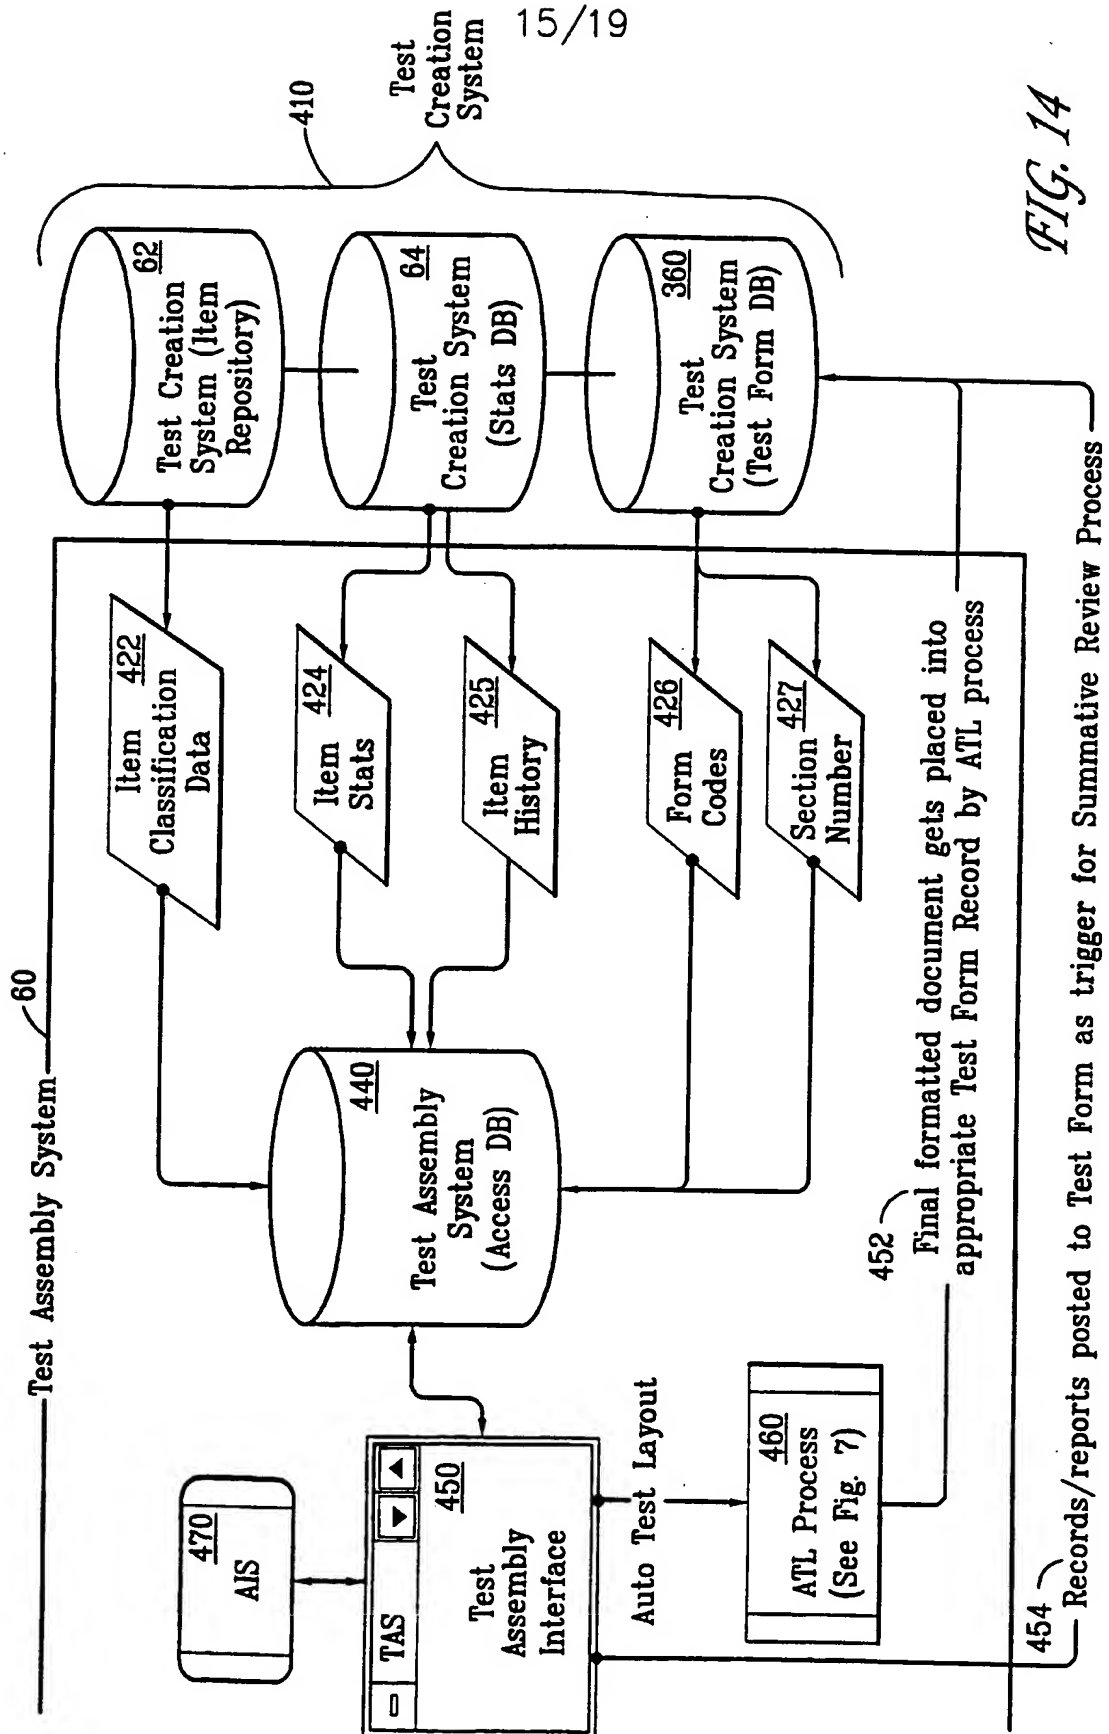 15/19
Test Assembly System
60
470
AIS
TAS
450
Test
Assembly
Interface
Auto Test Layout
460
ATL Process
(See Fig. 7)
440
Test Assembly
System
(Access DB)
Item
422
Classification
Data
424
Item
Stats
425
Item
History
426
Form
Codes
427
Section
Number
62
Test Creation
System (Item
Repository)
64
Test
Creation System
(Stats DB)
360
Test
Creation System
(Test Form DB)
410
Test
Creation
System
452
Final formatted document gets placed into
appropriate Test Form Record by ATL process
454
Records/reports posted to Test Form as trigger for Summative Review Process
FIG. 14